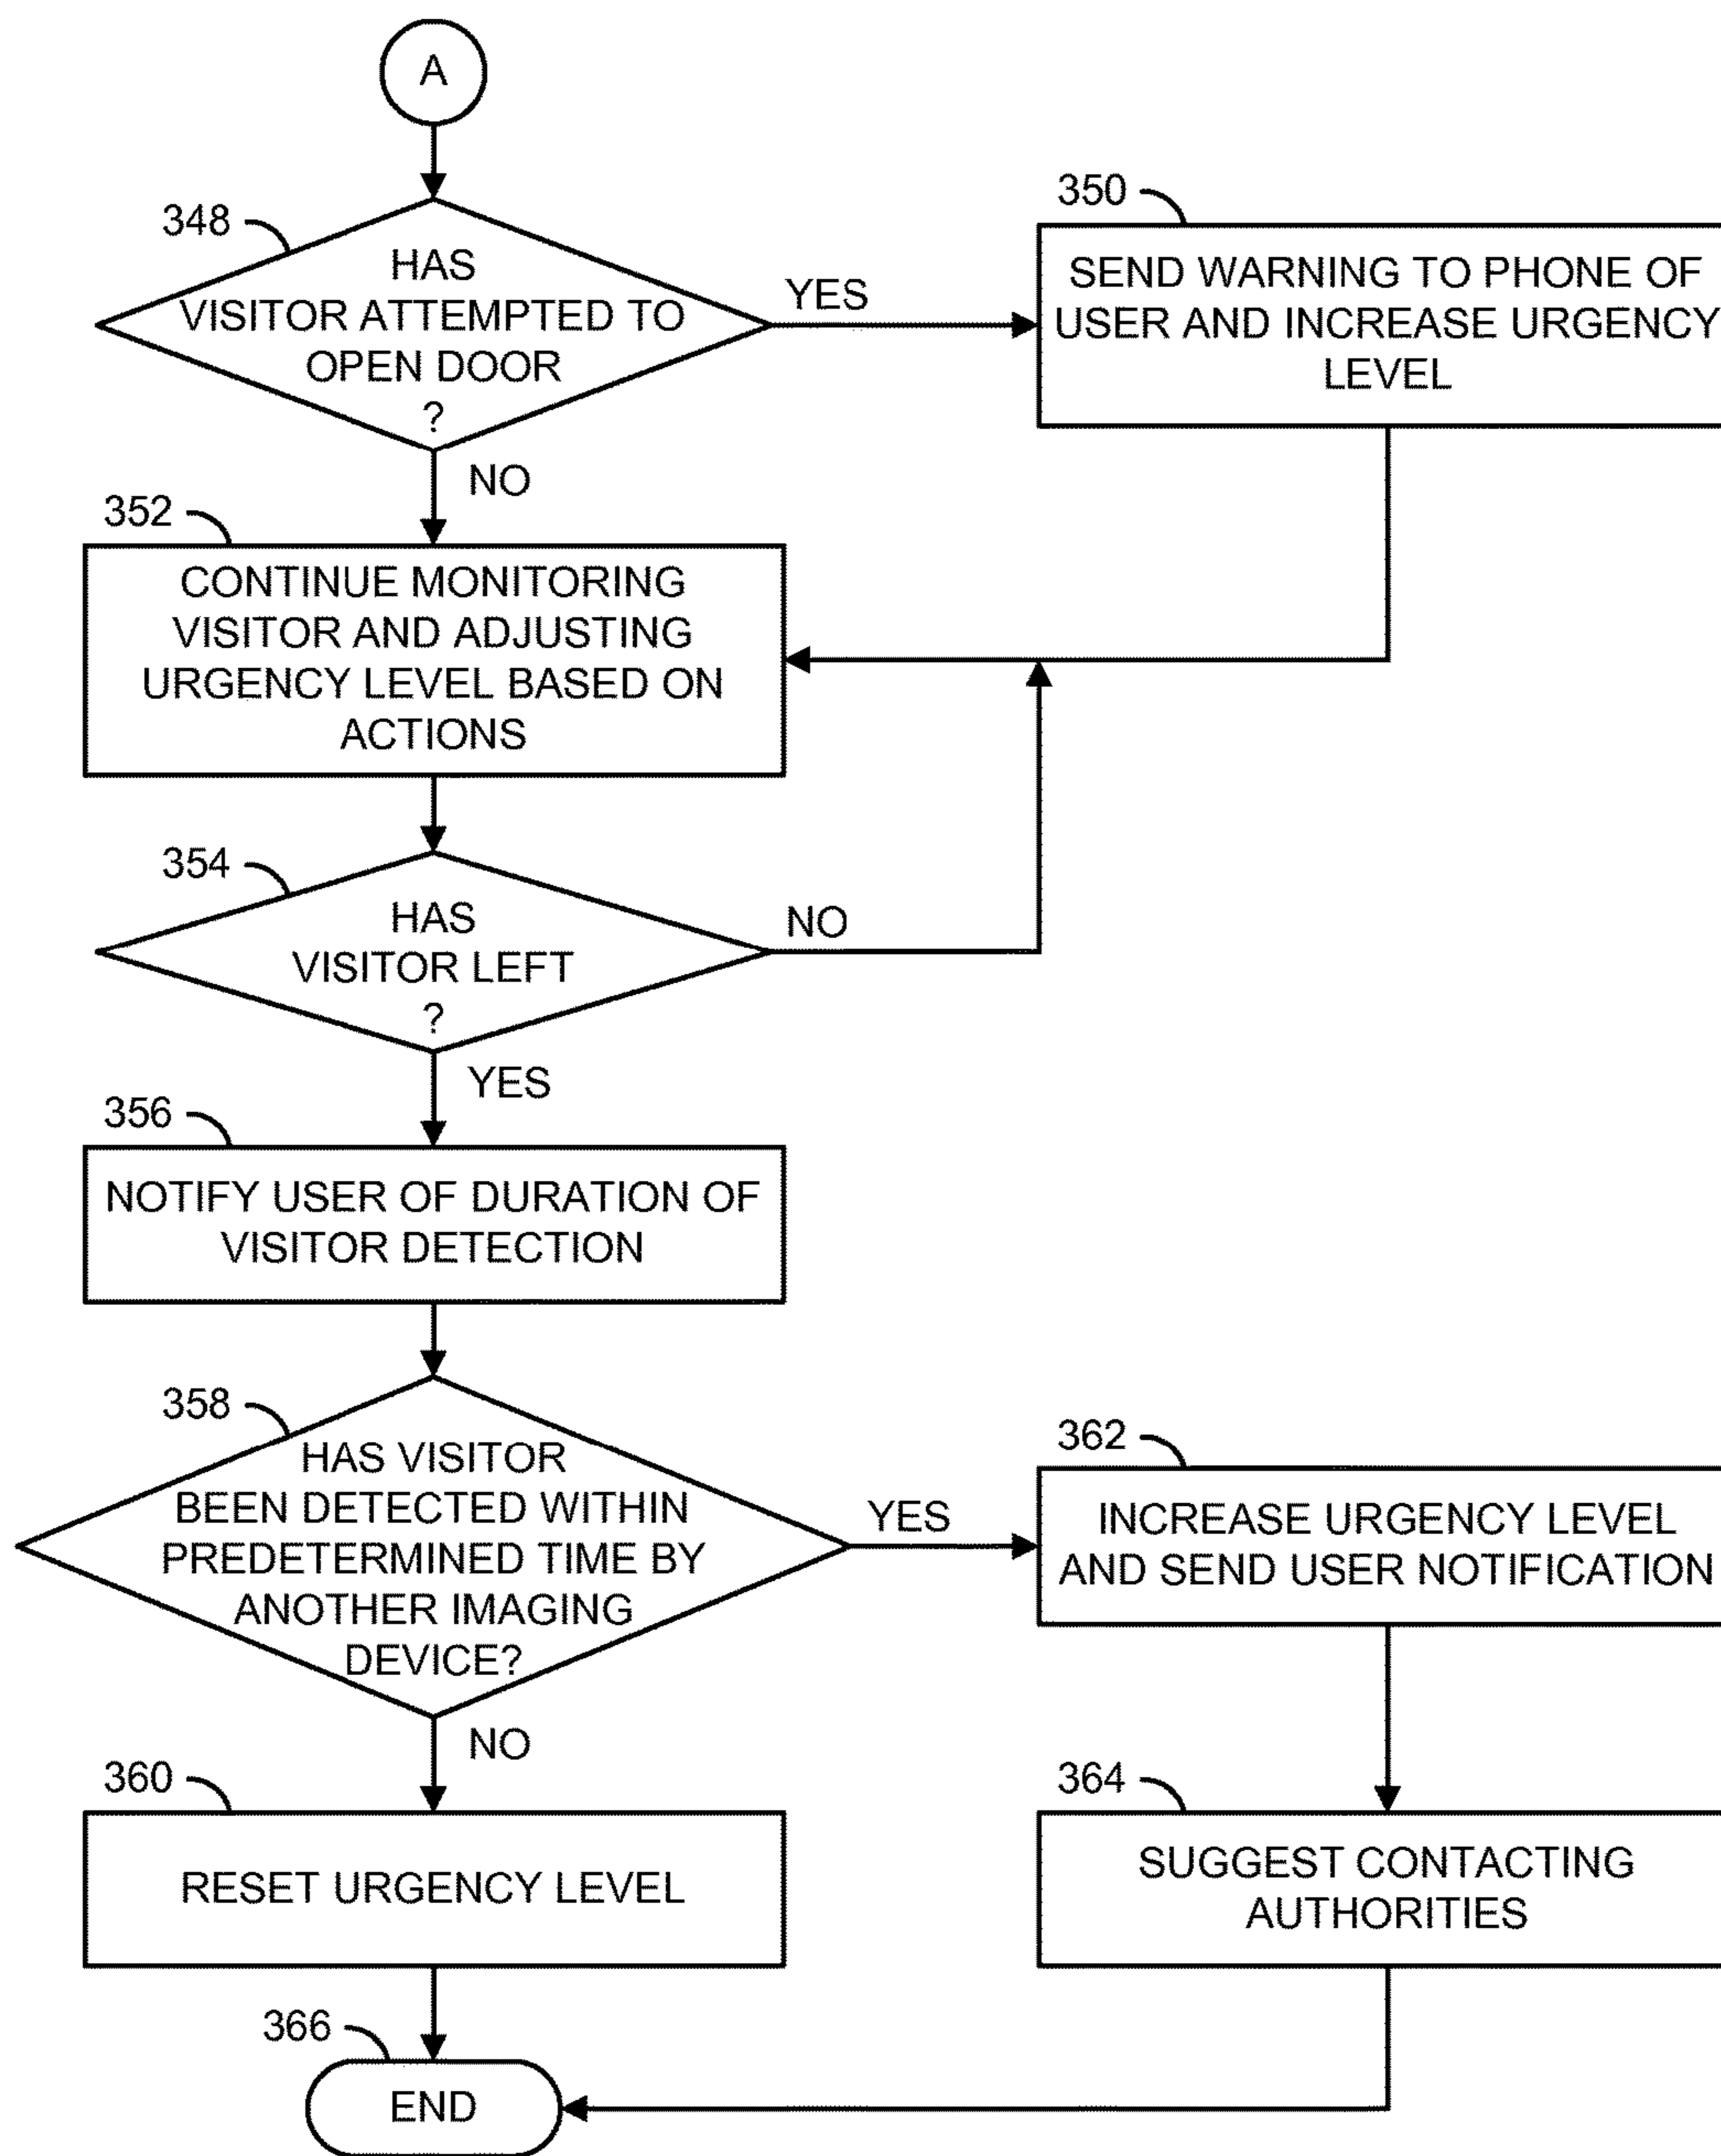 A
348
HAS
VISITOR ATTEMPTED TO
OPEN DOOR
?
YES
350
SEND WARNING TO PHONE OF
USER AND INCREASE URGENCY
LEVEL
NO
352
CONTINUE MONITORING
VISITOR AND ADJUSTING
URGENCY LEVEL BASED ON
ACTIONS
354
HAS
VISITOR LEFT
?
NO
YES
356
NOTIFY USER OF DURATION OF
VISITOR DETECTION
358
HAS VISITOR
BEEN DETECTED WITHIN
PREDETERMINED TIME BY
ANOTHER IMAGING
DEVICE?
YES
362
INCREASE URGENCY LEVEL
AND SEND USER NOTIFICATION
NO
360
RESET URGENCY LEVEL
364
SUGGEST CONTACTING
AUTHORITIES
366
END